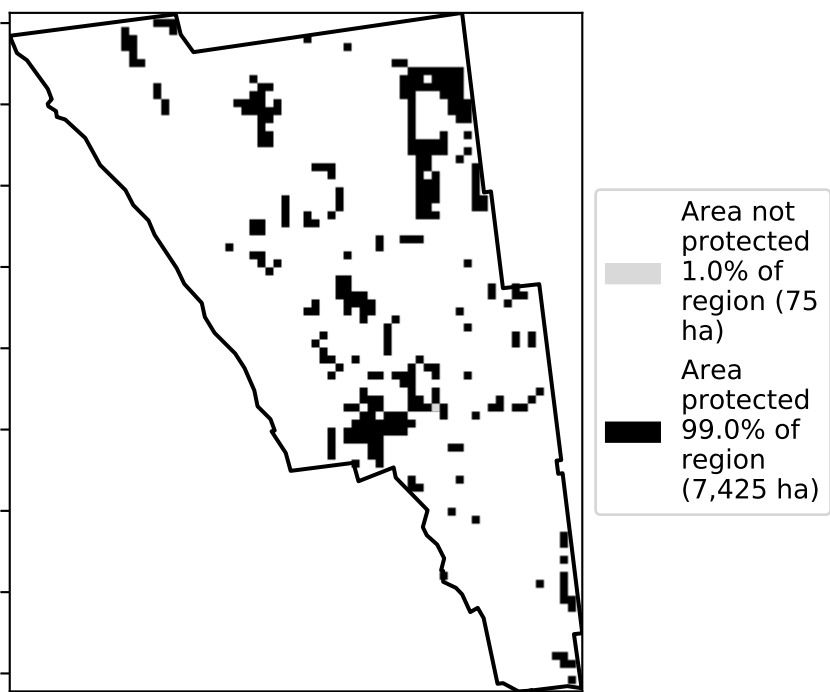 Area not
protected
1.0% of
region (75
ha)
Area
protected
99.0% of
region
(7,425 ha)